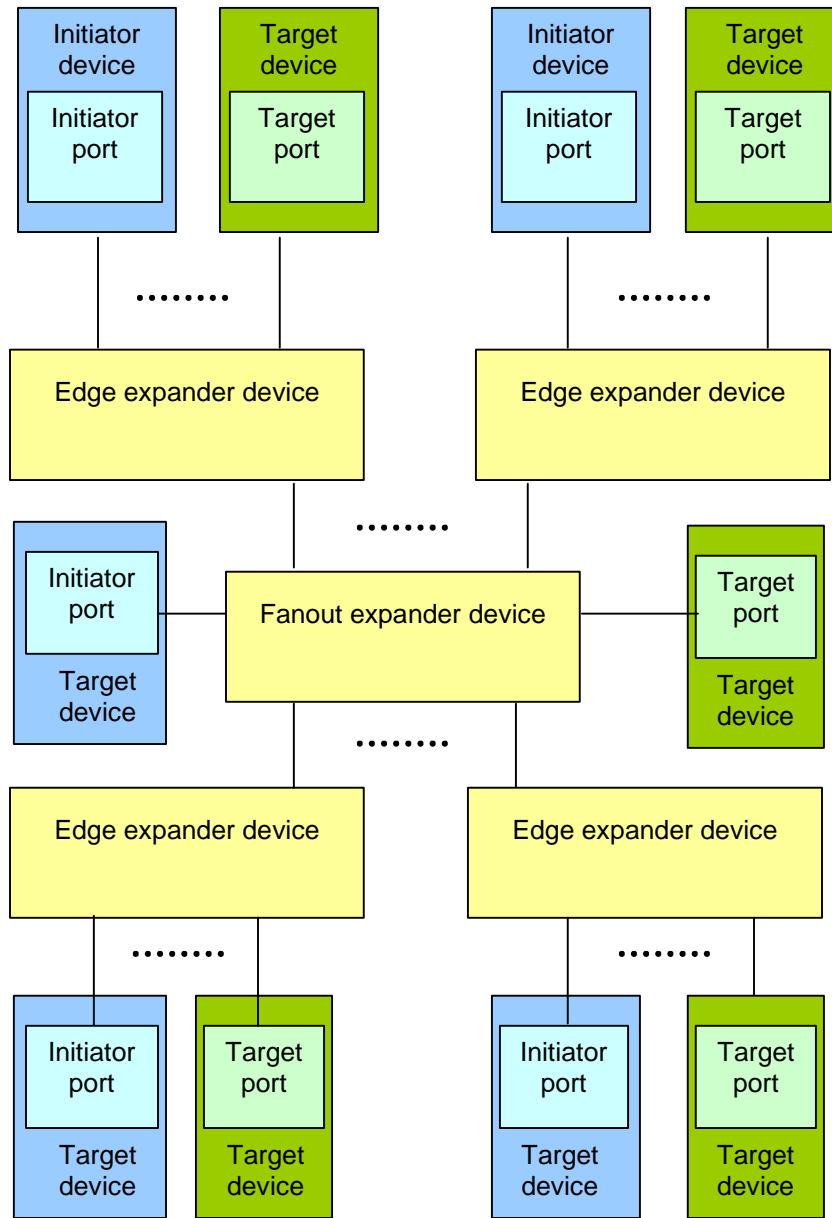 Initiator
device
Initiator
port
Target
device
Target
port
Initiator
device
Initiator
port
Target
device
Target
port
Edge expander device
Edge expander device
Initiator
port
Target
device
Fanout expander device
Target
port
Target
device
Edge expander device
Edge expander device
Initiator
port
Target
device
Target
port
Target
device
Initiator
port
Target
device
Target
port
Target
device